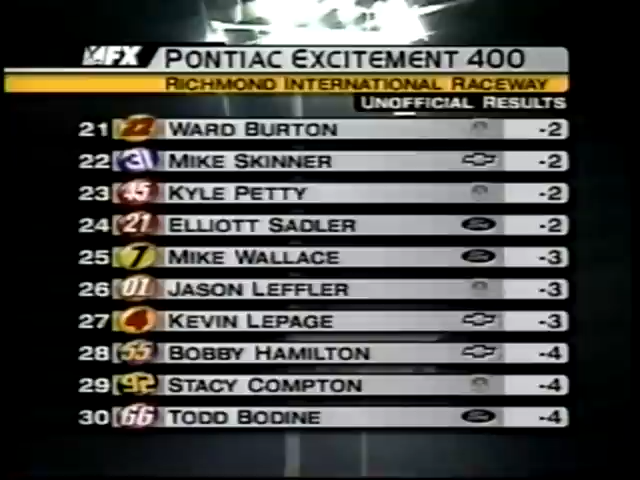 FX PONTIAC EXCITEMENT 400
RICHMOND INTERNATIONAL RACEWAY
UNOFFICIAL RESULTS
21 22 WARD BURTON -2
22 31 MIKE SKINNER -2
23 45 KYLE PETTY -2
24 21 ELLIOTT SADLER Ford -2
25 7 MIKE WALLACE Ford -3
26 01 JASON LEFFLER -3
27 4 KEVIN LEPAGE -3
28 55 BOBBY HAMILTON -4
29 92 STACY COMPTON -4
30 66 TODD BODINE Ford -4